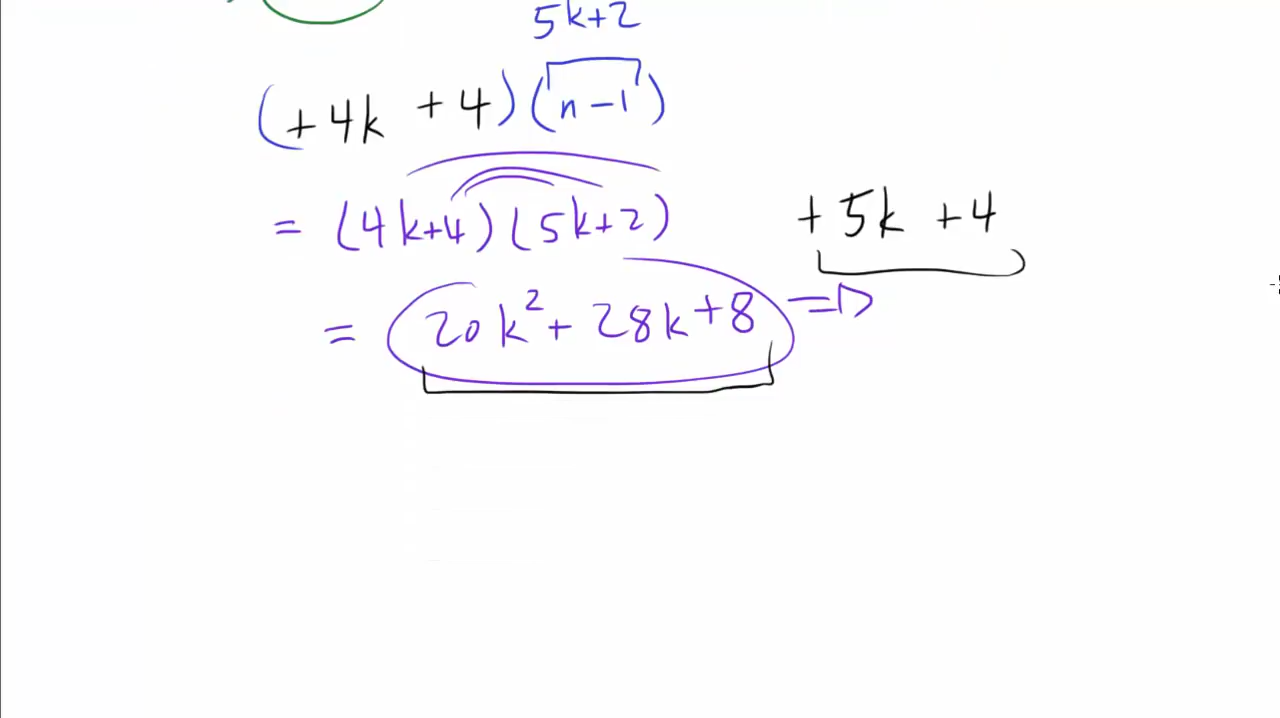 5k+2
(+4k +4)(n-1)
= (4k+4)(5k+2)
+5k +4
= 20k²+28k+8 =>